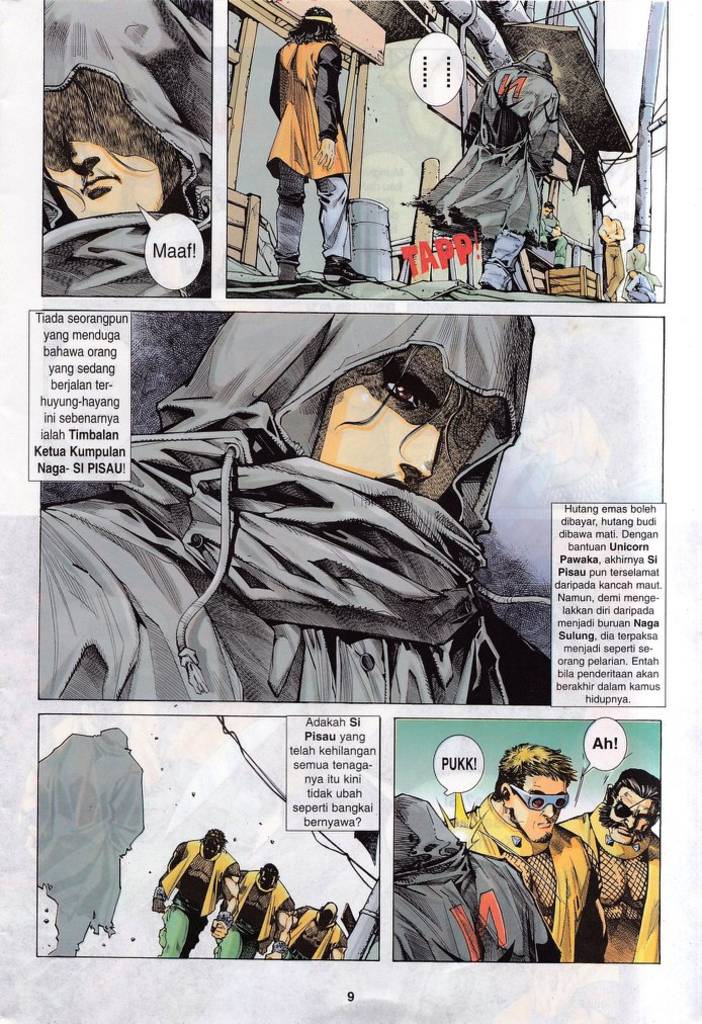 Maaf!
TAPP!
Tiada seorangpun
yang menduga
bahawa orang
yang sedang
berjalan ter-
huyung-hayang
ini sebenarnya
ialah Timbalan
Ketua Kumpulan
Naga- SI PISAU!
Hutang emas boleh
dibayar, hutang budi
dibawa mati. Dengan
bantuan Unicorn
Pawaka, akhirnya Si
Pisau pun terselamat
daripada kancah maut.
Namun, demi menge-
lakkan diri daripada
menjadi buruan Naga
Sulung, dia terpaksa
menjadi seperti se-
orang pelarian. Entah
bila penderitaan akan
berakhir dalam kamus
hidupnya.
Adakah Si
Pisau yang
telah kehilangan
semua tenaga-
nya itu kini
tidak ubah
seperti bangkai
bernyawa?
PUKK!
Ah!
9